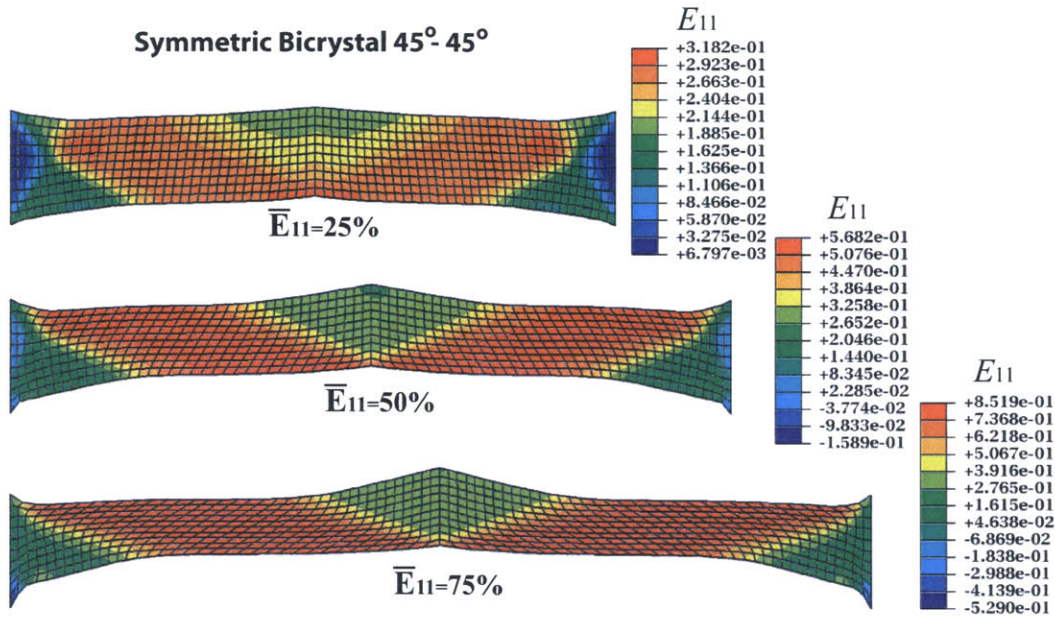 Symmetric Bicrystal 45°- 45°
E11
+3.182e-01
+2.923e-01
+2.663e-01
+2.404e-01
+2.144e-01
+1.885e-01
+1.625e-01
+1.366e-01
+1.106e-01
+8.466e-02
+5.870e-02
+3.275e-02
+6.797e-03
E̅11=25%
E11
+5.682e-01
+5.076e-01
+4.470e-01
+3.864e-01
+3.258e-01
+2.652e-01
+2.046e-01
+1.440e-01
+8.345e-02
+2.285e-02
-3.774e-02
-9.833e-02
-1.589e-01
E̅11=50%
E11
+8.519e-01
+7.368e-01
+6.218e-01
+5.067e-01
+3.916e-01
+2.765e-01
+1.615e-01
+4.638e-02
-6.869e-02
-1.838e-01
-2.988e-01
-4.139e-01
-5.290e-01
E̅11=75%